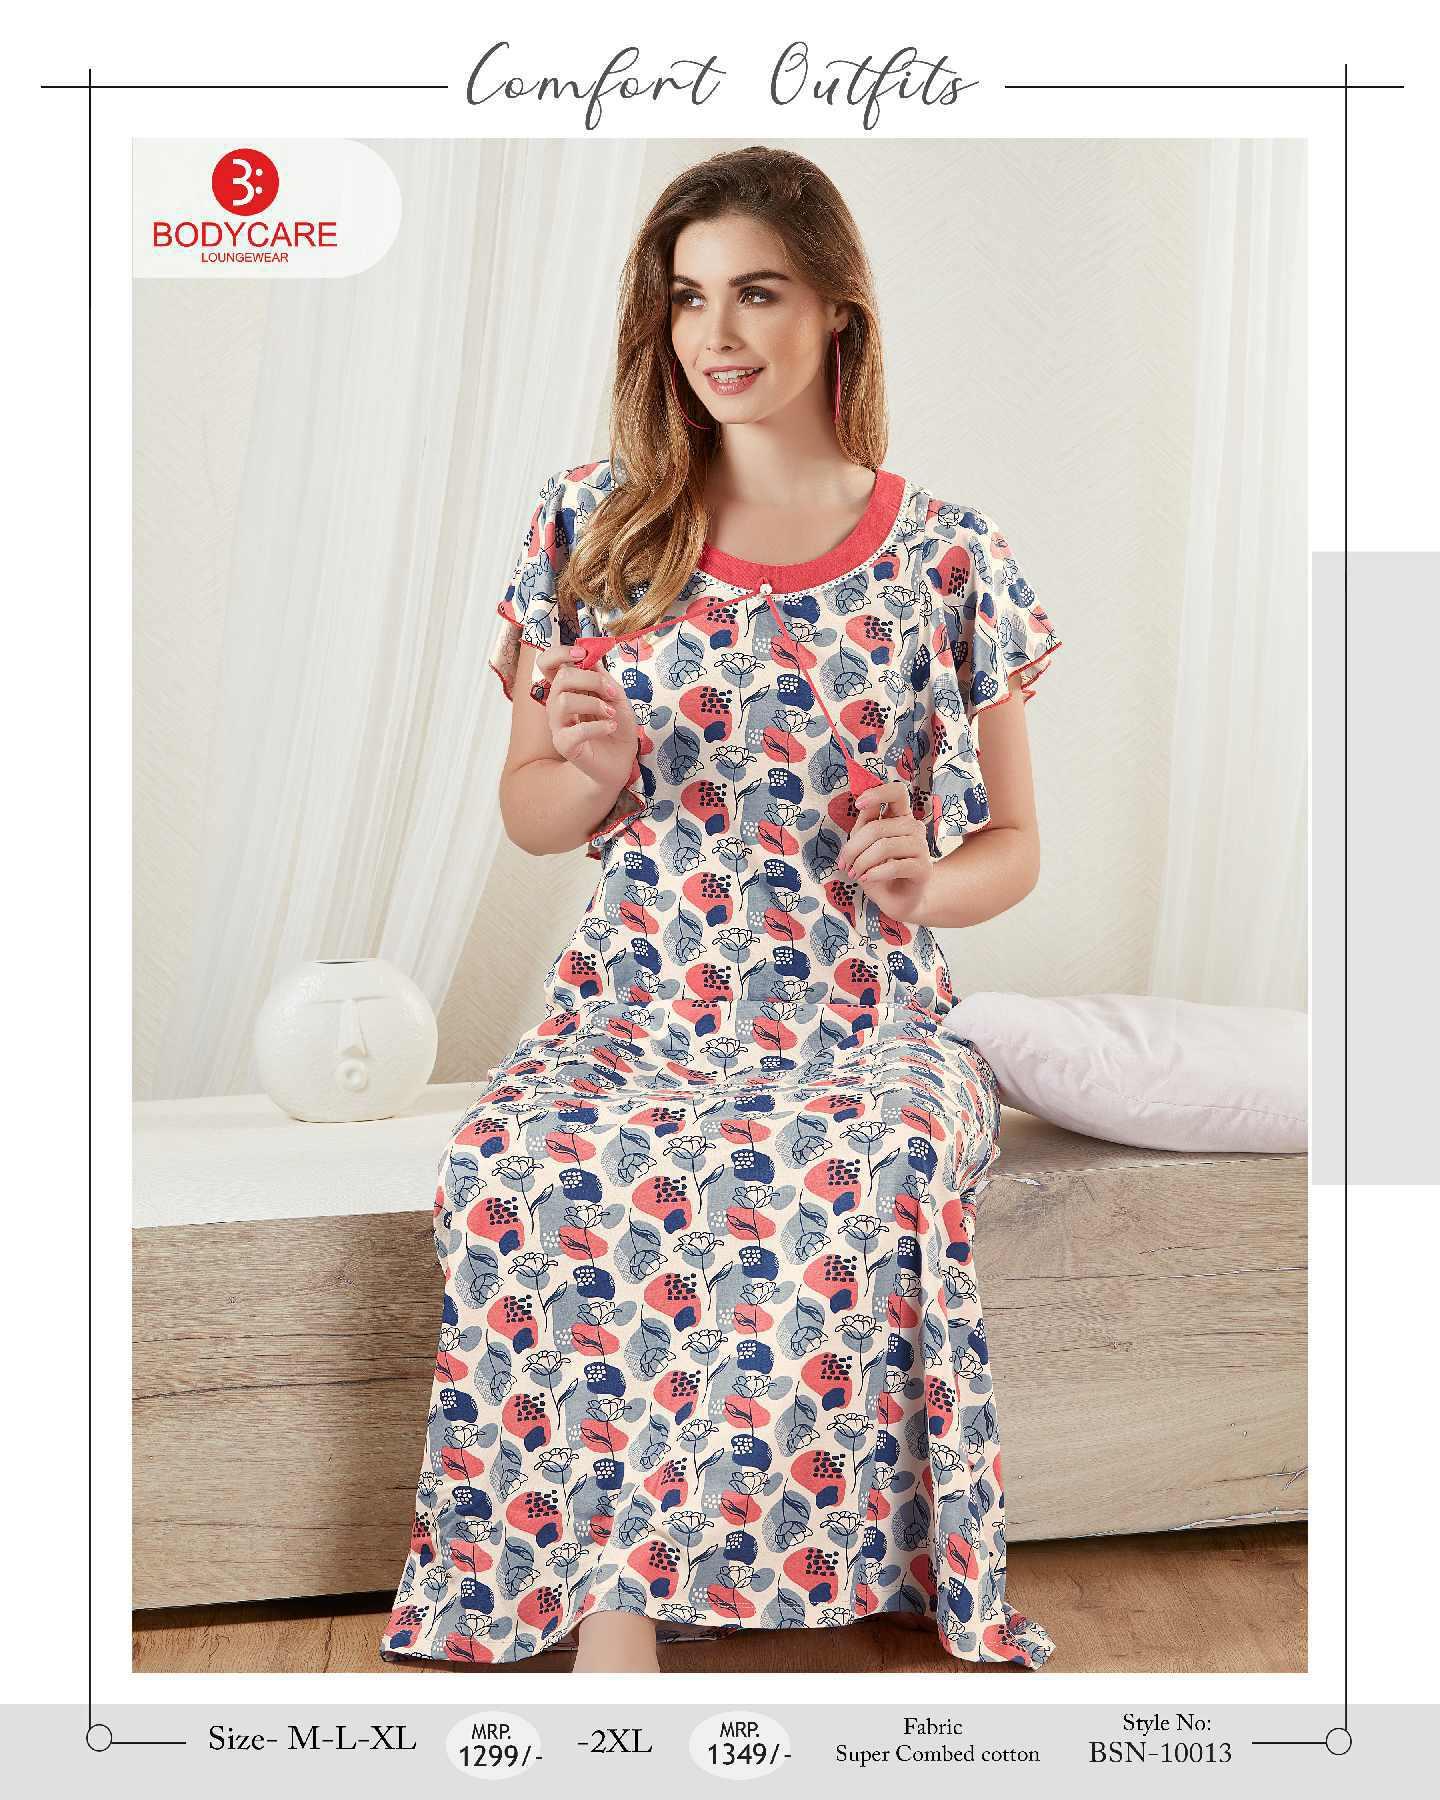 Comfort Outfits
B:
BODYCARE
LOUNGEWEAR
Size- M-L-XL
MRP.
1299/-
-2XL
MRP.
1349/-
Fabric
Super Combed cotton
Style No:
BSN-10013